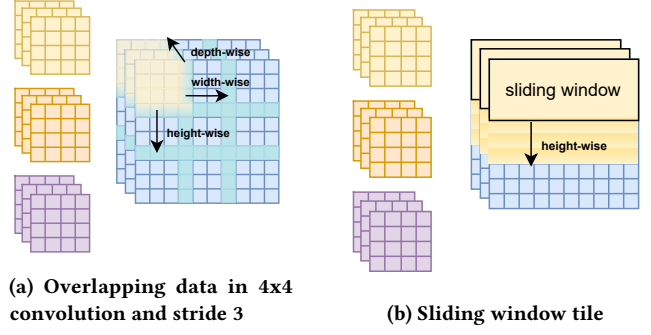 depth-wise
width-wise
height-wise
sliding window
height-wise
(a) Overlapping data in 4x4
convolution and stride 3
(b) Sliding window tile